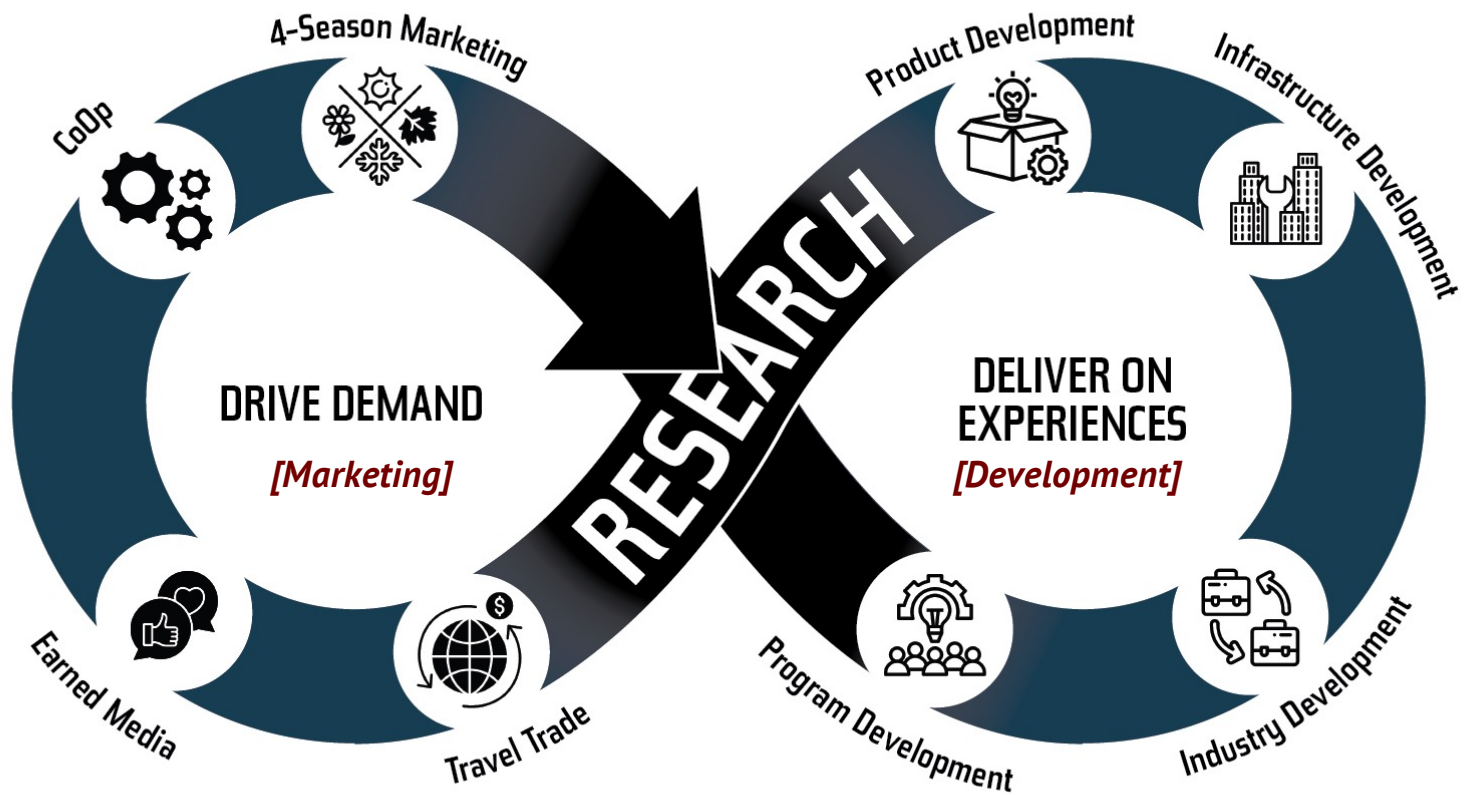 4-Season Marketing
CoOp
Earned Media
Travel Trade
DRIVE DEMAND
[Marketing]
RESEARCH
Product Development
Infrastructure Development
DELIVER ON
EXPERIENCES
[Development]
Program Development
Industry Development
$